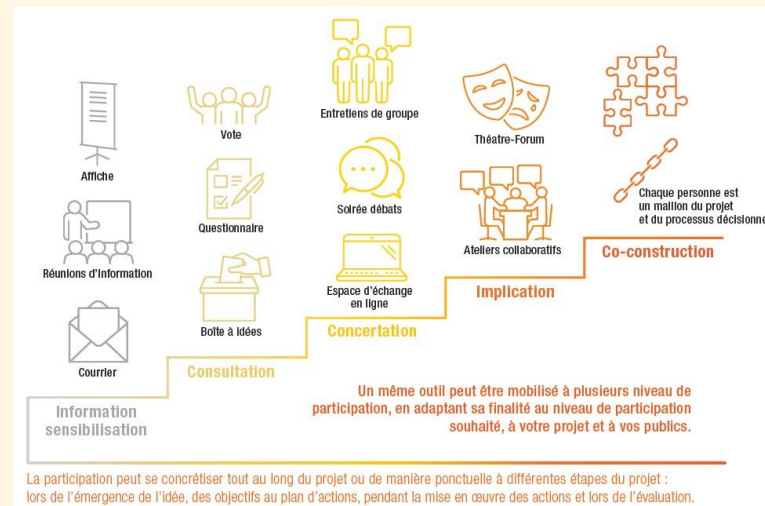 Affiche
Réunions d'information
Courrier
Information
sensibilisation
Vote
Questionnaire
Boîte à idées
Consultation
Entretiens de groupe
Soirée débats
Espace d'échange
en ligne
Concertation
Théatre-Forum
Ateliers collaboratifs
Implication
Chaque personne est
un maillon du projet
et du processus décisionne
Co-construction
Un même outil peut être mobilisé à plusieurs niveau de
participation, en adaptant sa finalité au niveau de participation
souhaité, à votre projet et à vos publics.
La participation peut se concrétiser tout au long du projet ou de manière ponctuelle à différentes étapes du projet :
lors de l'émergence de l'idée, des objectifs au plan d'actions, pendant la mise en œuvre des actions et lors de l'évaluation.